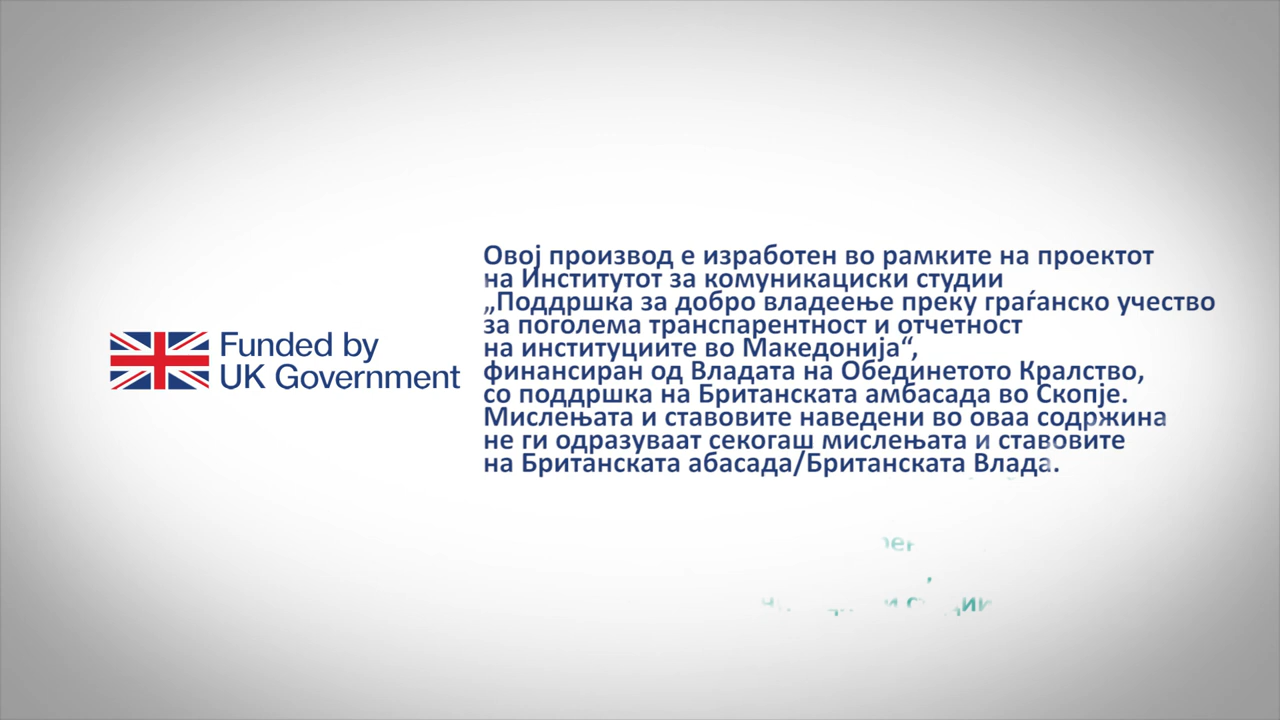 Funded by
UK Government
Овој производ е изработен во рамките на проектот
на Институтот за комуникациски студии
„Поддршка за добро владеење преку граѓанско учество
за поголема транспарентност и отчетност
на институциите во Македонија“,
финансиран од Владата на Обединетото Кралство,
со поддршка на Британската амбасада во Скопје.
Мислењата и ставовите наведени во оваа содржина
не ги одразуваат секогаш мислењата и ставовите
на Британската абасада/Британската Влада.